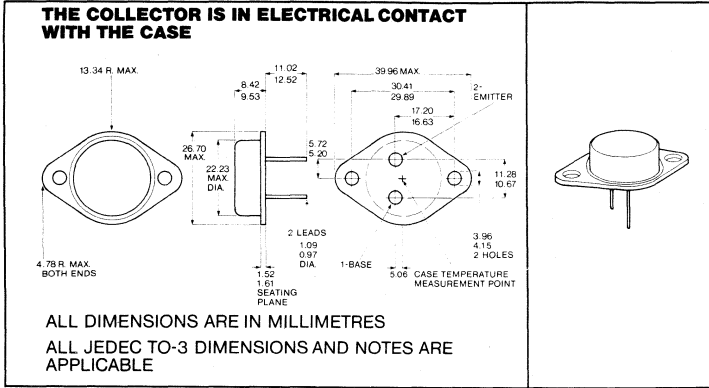 THE COLLECTOR IS IN ELECTRICAL CONTACT
WITH THE CASE
13.34 R. MAX.
11.02
12.52
8.42
9.53
39.96 MAX.
30.41
29.89
2-
EMITTER
17.20
16.63
26.70
MAX.
22.23
MAX.
DIA.
5.72
5.20
11.28
10.67
4.78 R. MAX.
BOTH ENDS
2 LEADS
1.09
0.97
DIA.
1-BASE
3.96
4.15
2 HOLES
1.52
1.61
SEATING
PLANE
5.06
CASE TEMPERATURE
MEASUREMENT POINT
ALL DIMENSIONS ARE IN MILLIMETRES
ALL JEDEC TO-3 DIMENSIONS AND NOTES ARE
APPLICABLE